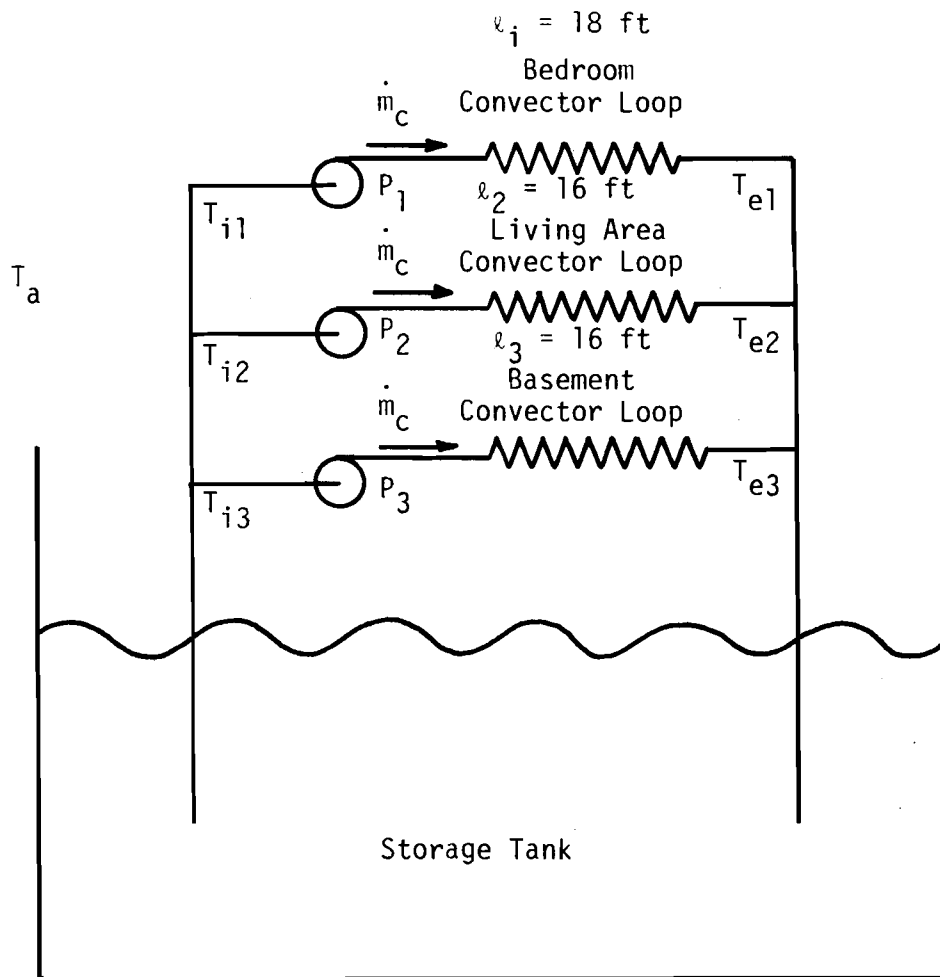 ℓi = 18 ft
Bedroom
Convector Loop
ṁc
P1
Ti1
ℓ2 = 16 ft
Te1
Living Area
Convector Loop
ṁc
Ta
P2
Ti2
ℓ3 = 16 ft
Te2
Basement
Convector Loop
ṁc
P3
Ti3
Te3
Storage Tank